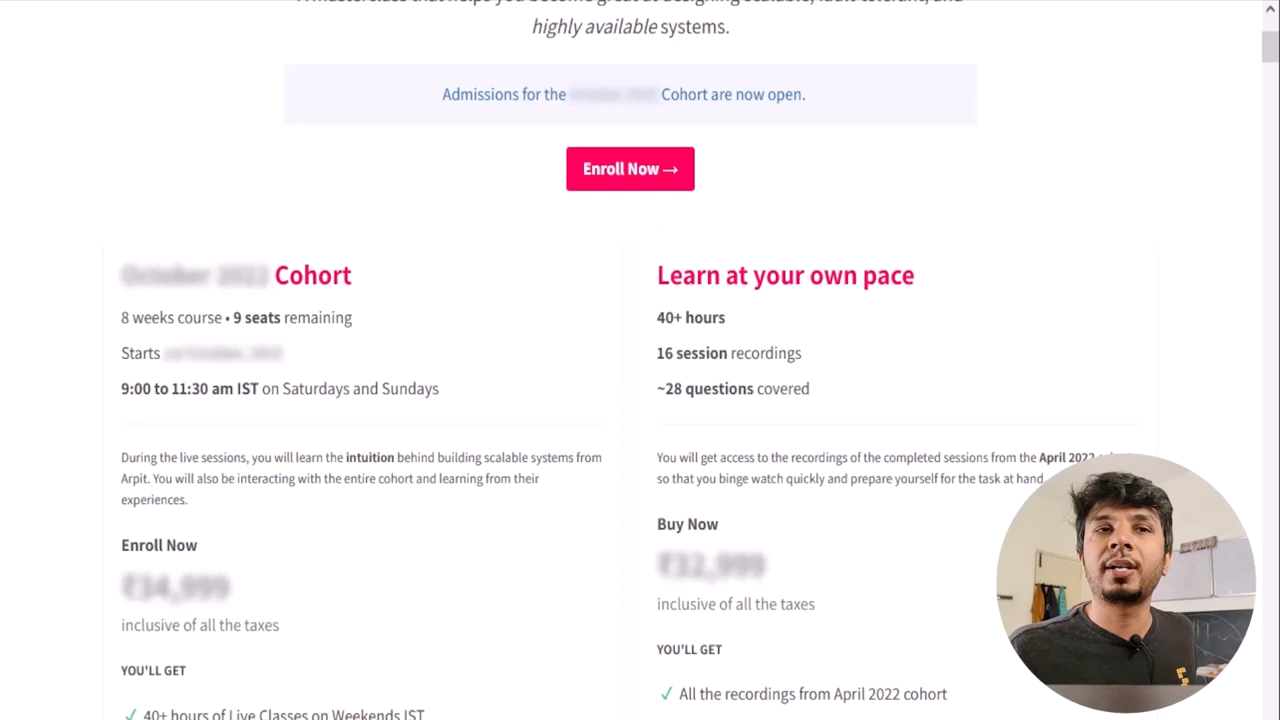 highly available systems.
Admissions for the Cohort are now open.
Enroll Now →
Cohort
8 weeks course • 9 seats remaining
Starts
9:00 to 11:30 am IST on Saturdays and Sundays
During the live sessions, you will learn the intuition behind building scalable systems from
Arpit. You will also be interacting with the entire cohort and learning from their
experiences.
Enroll Now
inclusive of all the taxes
YOU'LL GET
✓ 40+ hours of Live Classes on Weekends IST
Learn at your own pace
40+ hours
16 session recordings
~28 questions covered
You will get access to the recordings of the completed sessions from the April 2022
so that you binge watch quickly and prepare yourself for the task at hand
Buy Now
inclusive of all the taxes
YOU'LL GET
✓ All the recordings from April 2022 cohort